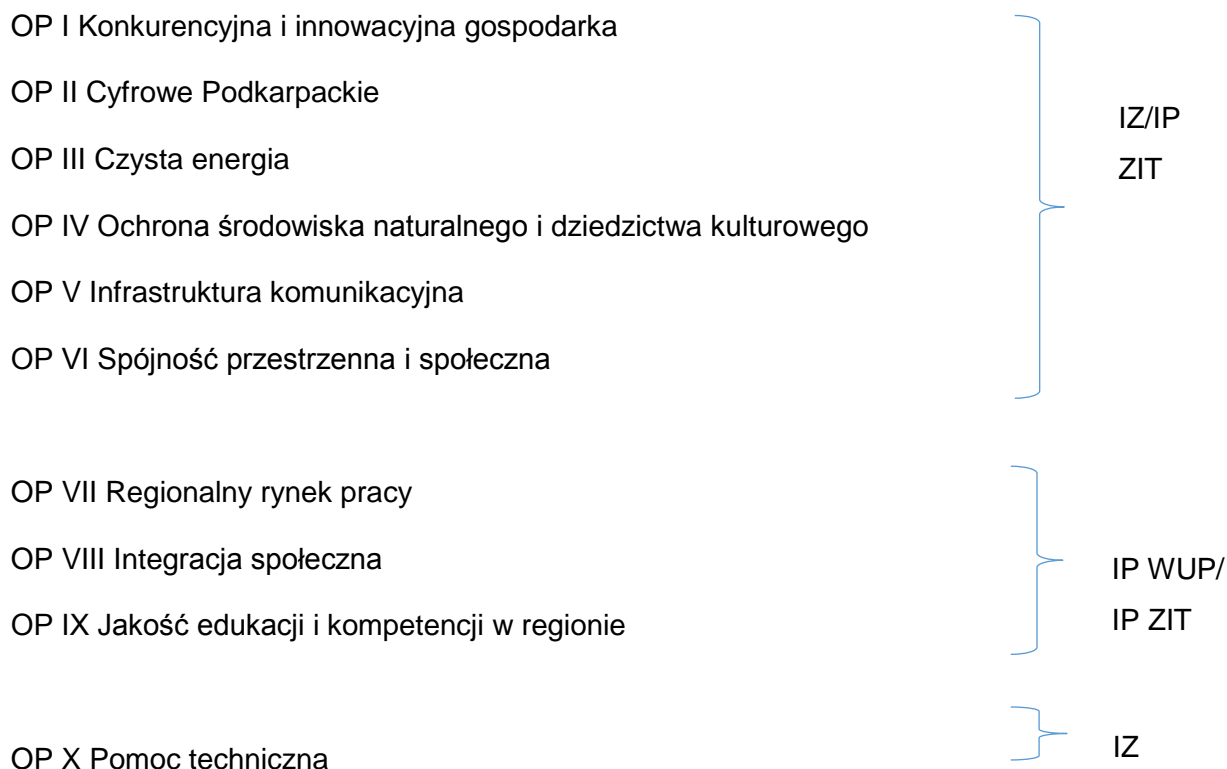 OP I Konkurencyjna i innowacyjna gospodarka
OP II Cyfrowe Podkarpackie
OP III Czysta energia
OP IV Ochrona środowiska naturalnego i dziedzictwa kulturowego
OP V Infrastruktura komunikacyjna
OP VI Spójność przestrzenna i społeczna
IZ/IP
ZIT
OP VII Regionalny rynek pracy
OP VIII Integracja społeczna
OP IX Jakość edukacji i kompetencji w regionie
IP WUP/
IP ZIT
OP X Pomoc techniczna
IZ